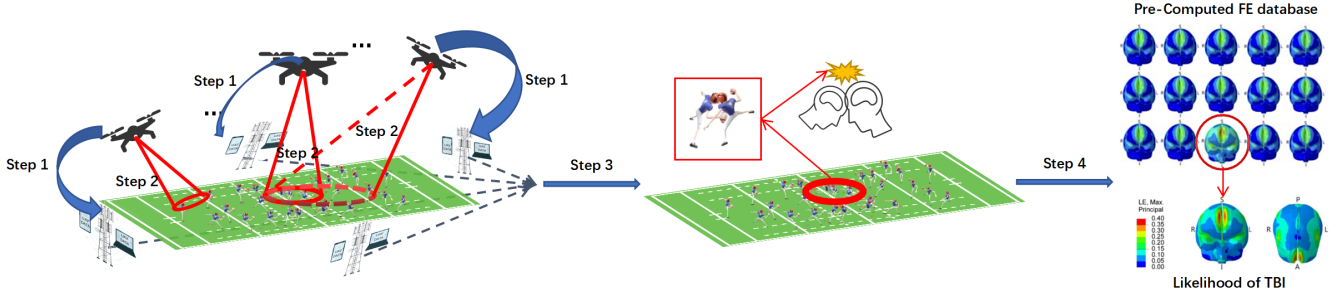 Pre-Computed FE database
...
Step 1
Step 1
...
Step 2
Step 1
Step 2
Step 2
Step 3
Step 4
LE, Max.
Principal
0.40
0.35
0.30
0.25
0.20
0.15
0.10
0.05
0.00
S
R
L
I
P
R
L
A
Likelihood of TBI